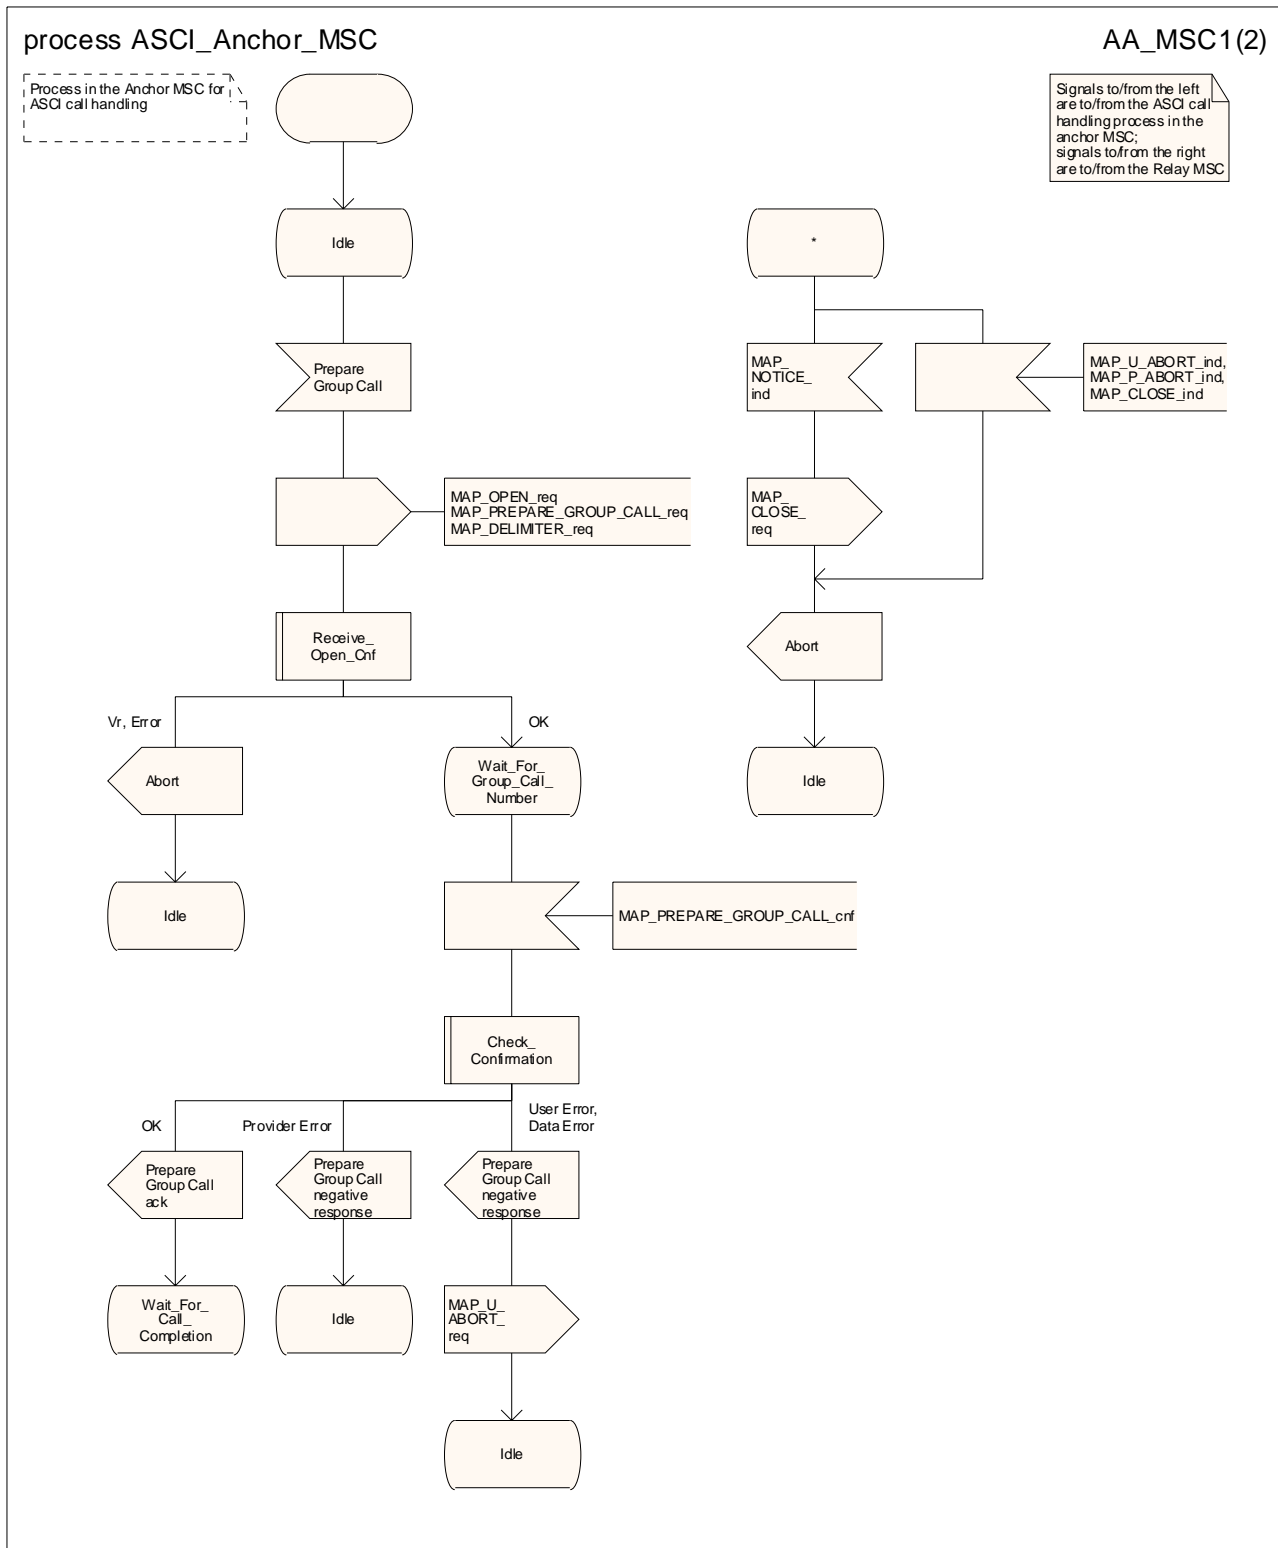 process ASCI_Anchor_MSC
AA_MSC1(2)
Process in the Anchor MSC for
ASCI call handling
Signals to/from the left
are to/from the ASCI call
handling process in the
anchor MSC;
signals to/from the right
are to/from the Relay MSC
Idle
*
Prepare
Group Call
MAP_
NOTICE_
ind
MAP_U_ABORT_ind,
MAP_P_ABORT_ind,
MAP_CLOSE_ind
MAP_OPEN_req
MAP_PREPARE_GROUP_CALL_req
MAP_DELIMITER_req
MAP_
CLOSE_
req
Receive_
Open_Cnf
Abort
Vr, Error
OK
Abort
Wait_For_
Group_Call_
Number
Idle
Idle
MAP_PREPARE_GROUP_CALL_cnf
Check_
Confirmation
OK
Provider Error
User Error,
Data Error
Prepare
Group Call
ack
Prepare
Group Call
negative
response
Prepare
Group Call
negative
response
Wait_For_
Call_
Completion
Idle
MAP_U_
ABORT_
req
Idle